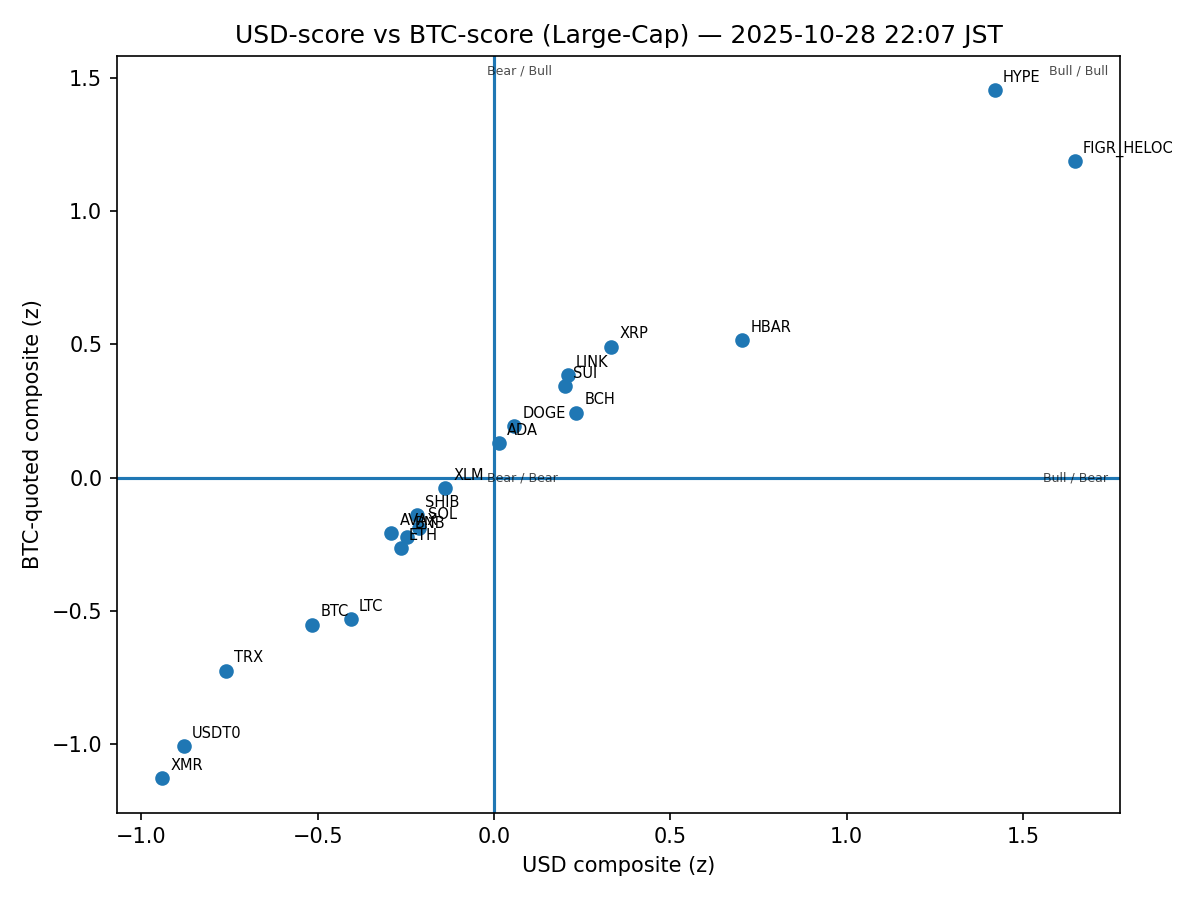 USD-score vs BTC-score (Large-Cap) — 2025-10-28 22:07 JST
Bear / Bull
Bull / Bull
HYPE
FIGR_HELOC
HBAR
XRP
LINK
SUI
BCH
DOGE
ADA
XLM
Bear / Bear
Bull / Bear
SHIB
SOL
AVAX
BNB
ETH
BTC
LTC
TRX
USDT0
XMR
1.5
1.0
0.5
0.0
−0.5
−1.0
−1.0
−0.5
0.0
0.5
1.0
1.5
USD composite (z)
BTC-quoted composite (z)